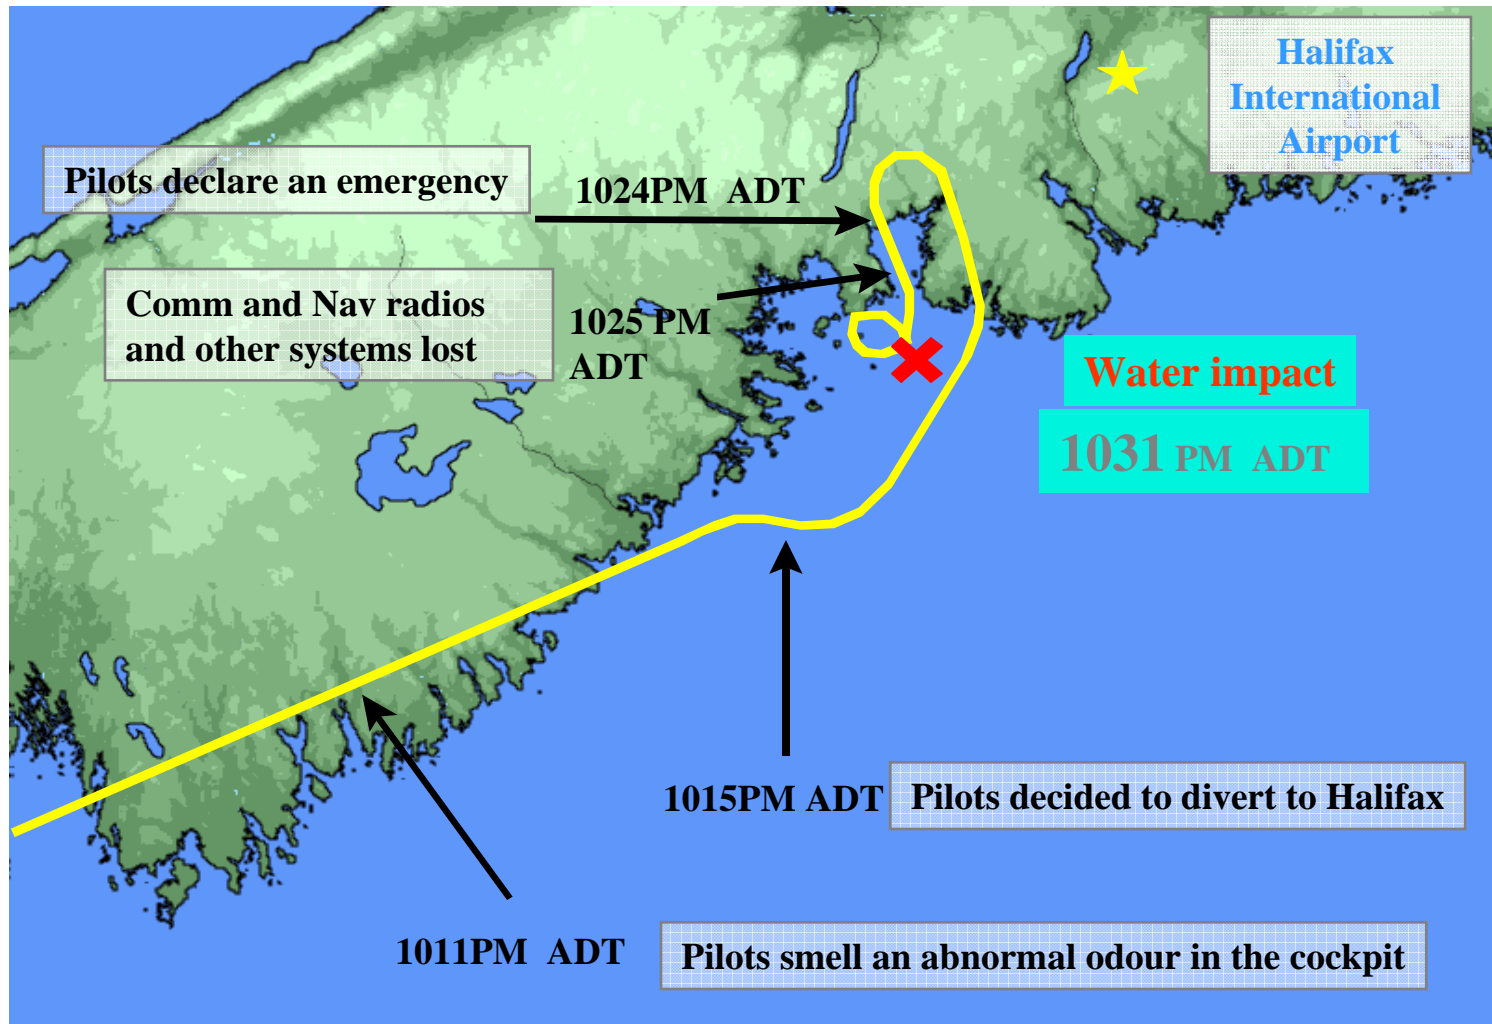 Halifax
International
Airport
Pilots declare an emergency
1024PM ADT
Comm and Nav radios
and other systems lost
1025 PM
ADT
Water impact
1031 PM ADT
1015PM ADT
Pilots decided to divert to Halifax
1011PM ADT
Pilots smell an abnormal odour in the cockpit